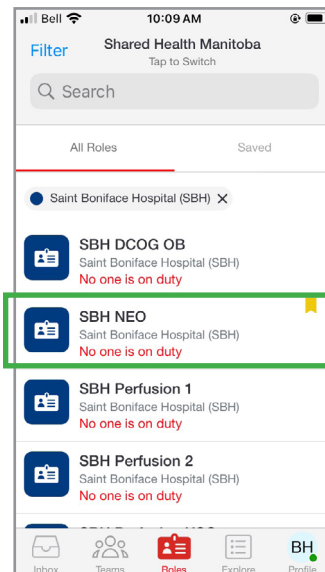 Bell 10:09 AM
Filter Shared Health Manitoba
Tap to Switch
Search
All Roles Saved
Saint Boniface Hospital (SBH) X
SBH DCOG OB
Saint Boniface Hospital (SBH)
No one is on duty
SBH NEO
Saint Boniface Hospital (SBH)
No one is on duty
SBH Perfusion 1
Saint Boniface Hospital (SBH)
No one is on duty
SBH Perfusion 2
Saint Boniface Hospital (SBH)
No one is on duty
BH
Inbox Teams Roles Explore Profile